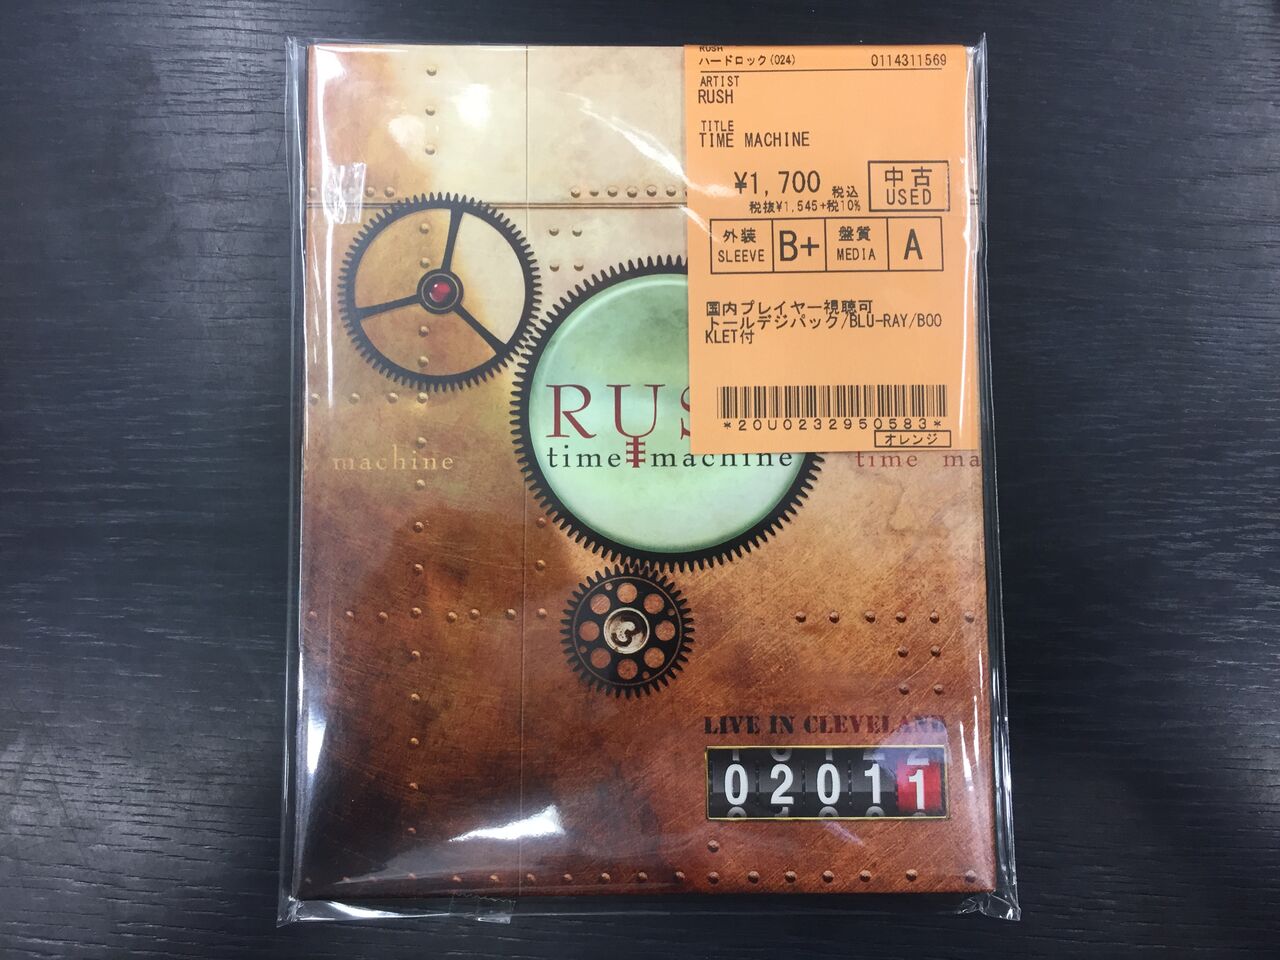 RUSH
ハードロック(024) 0114311569
ARTIST
RUSH
TITLE
TIME MACHINE
¥1,700 税込
税抜¥1,545+税10%
中古
USED
外装
SLEEVE
B+
盤質
MEDIA
A
国内プレイヤー視聴可
トールデジパック/BLU-RAY/BOO
KLET付
*20U0232950583*
オレンジ
RUS
time machine
machine
time ma
LIVE IN CLEVELAND
02011